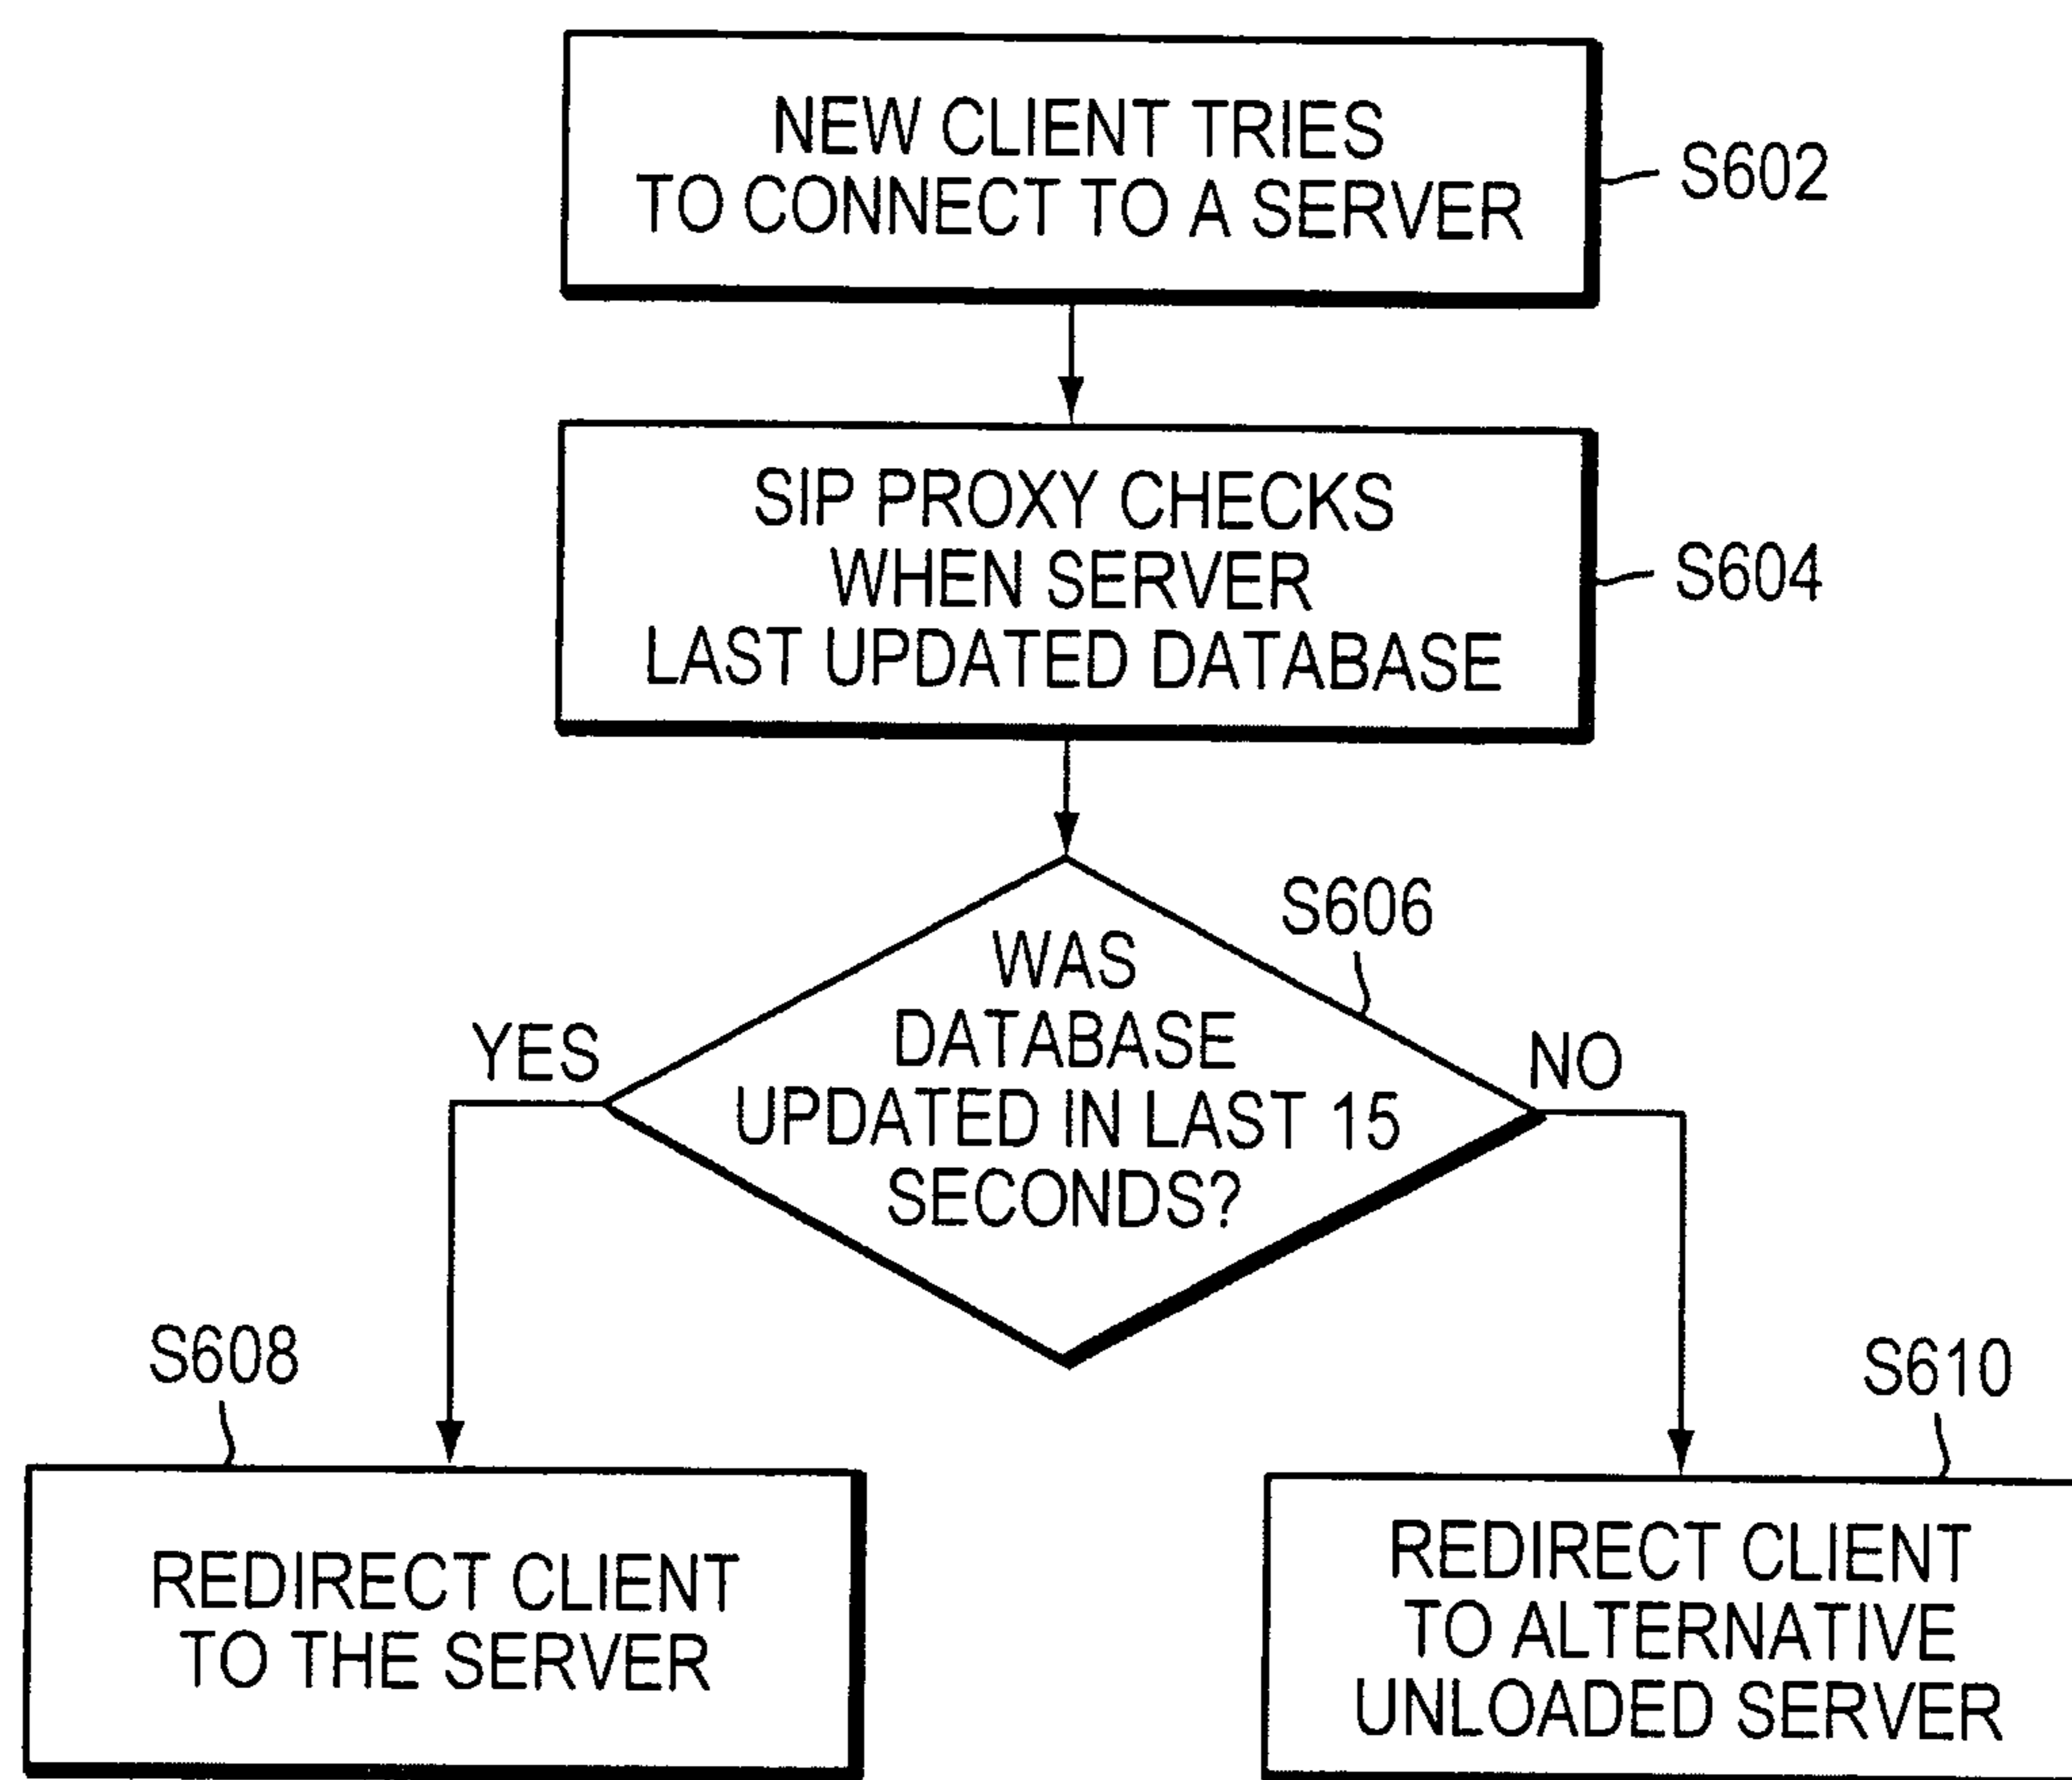 NEW CLIENT TRIES
TO CONNECT TO A SERVER
S602
SIP PROXY CHECKS
WHEN SERVER
LAST UPDATED DATABASE
S604
S606
WAS
DATABASE
UPDATED IN LAST 15
SECONDS?
YES
NO
S608
REDIRECT CLIENT
TO THE SERVER
S610
REDIRECT CLIENT
TO ALTERNATIVE
UNLOADED SERVER